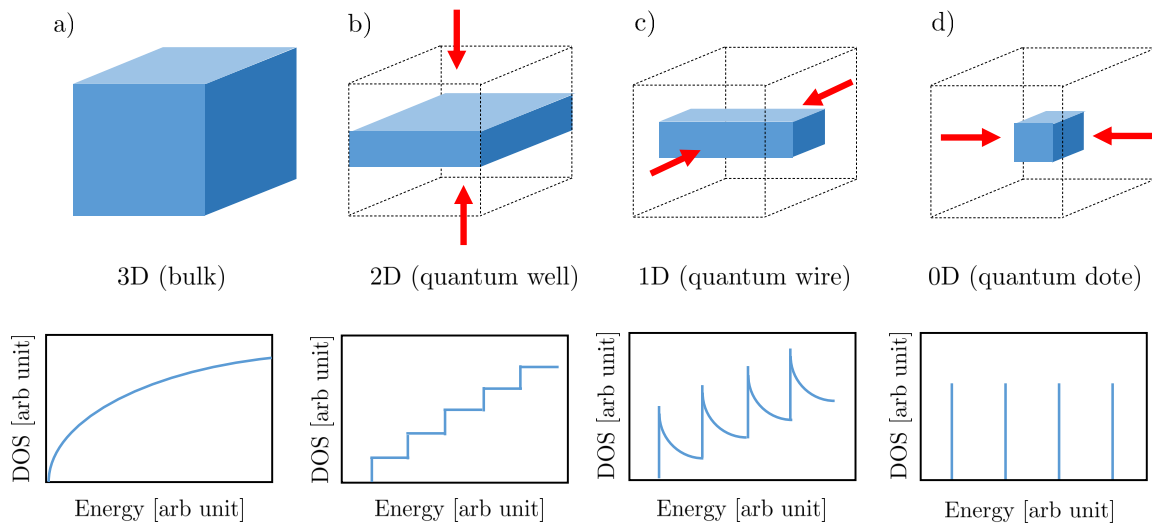 a)
b)
c)
d)
3D (bulk)
2D (quantum well)
1D (quantum wire)
0D (quantum dote)
DOS [arb unit]
Energy [arb unit]
DOS [arb unit]
Energy [arb unit]
DOS [arb unit]
Energy [arb unit]
DOS [arb unit]
Energy [arb unit]